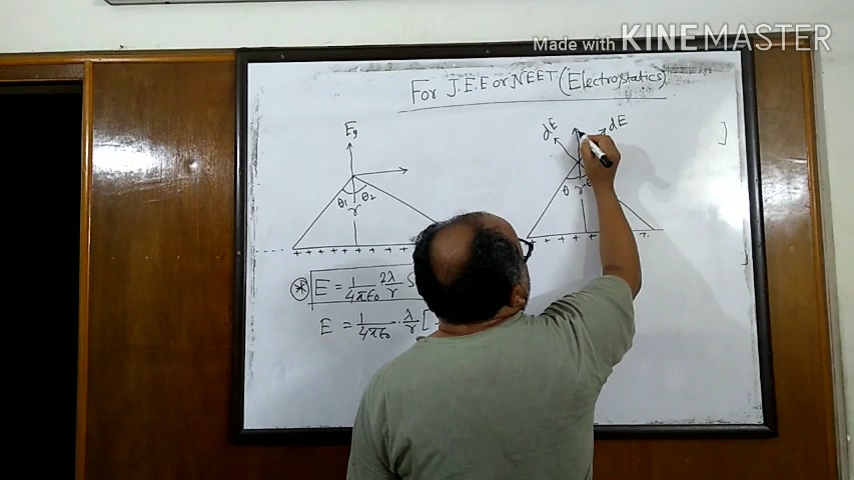 Made with KINEMASTER
For J.E.E or NEET (Electrostatics)
Ey
dE
dE
θ1 θ2
r
θ
r
+ + + + + + + +
+ + + + +
* E = 1/4πε0 · 2λ/r S
E = 1/4πε0 · λ/r [
]